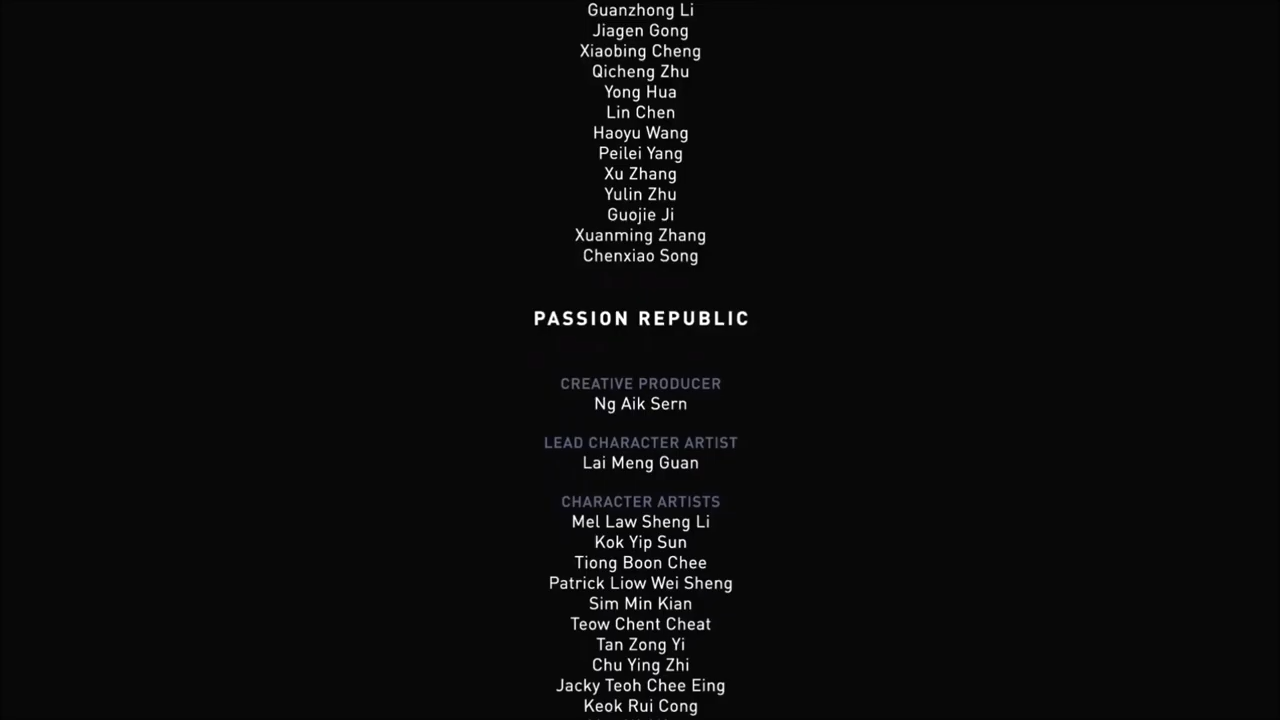 Guanzhong Li
Jiagen Gong
Xiaobing Cheng
Qicheng Zhu
Yong Hua
Lin Chen
Haoyu Wang
Peilei Yang
Xu Zhang
Yulin Zhu
Guojie Ji
Xuanming Zhang
Chenxiao Song
PASSION REPUBLIC
CREATIVE PRODUCER
Ng Aik Sern
LEAD CHARACTER ARTIST
Lai Meng Guan
CHARACTER ARTISTS
Mel Law Sheng Li
Kok Yip Sun
Tiong Boon Chee
Patrick Liow Wei Sheng
Sim Min Kian
Teow Chent Cheat
Tan Zong Yi
Chu Ying Zhi
Jacky Teoh Chee Eing
Keok Rui Cong